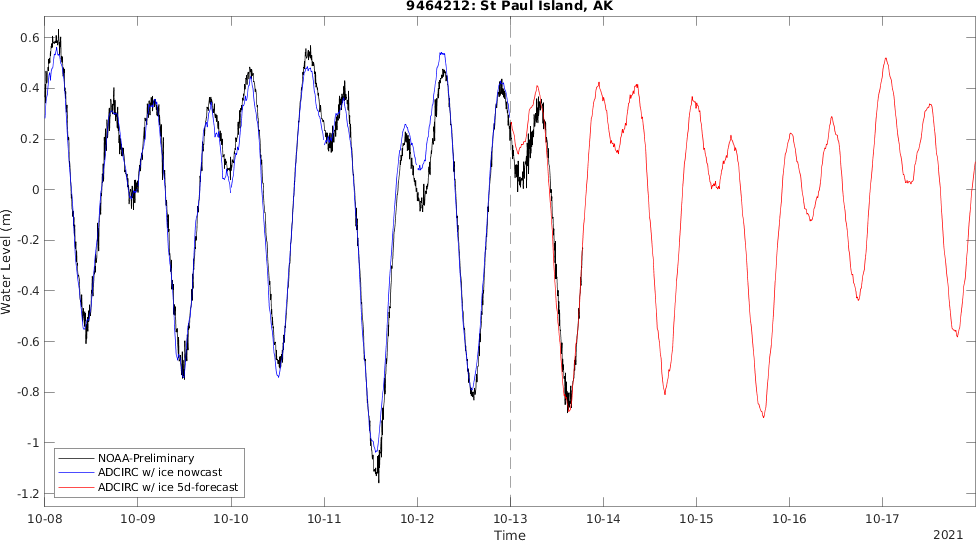 9464212: St Paul Island, AK
0.6
0.4
0.2
0
-0.2
-0.4
-0.6
-0.8
-1
-1.2
Water Level (m)
NOAA-Preliminary
ADCIRC w/ ice nowcast
ADCIRC w/ ice 5d-forecast
10-08 10-09 10-10 10-11 10-12 10-13 10-14 10-15 10-16 10-17
Time
2021